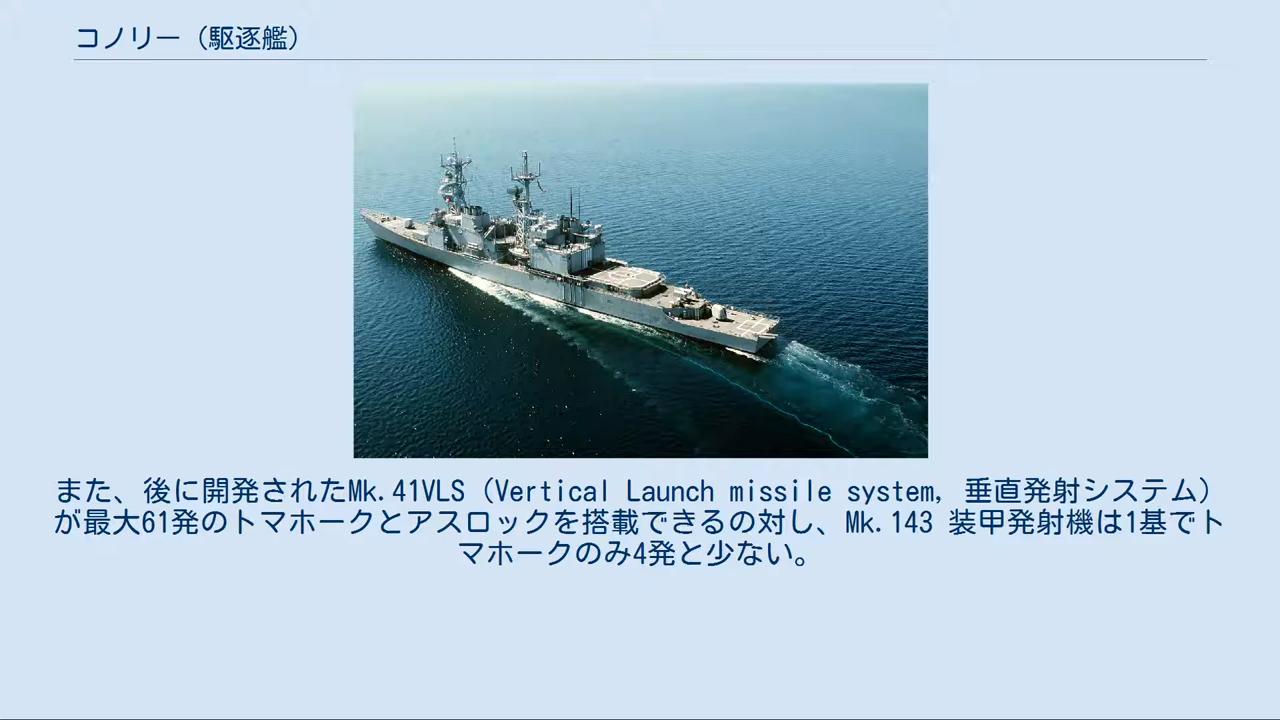 コノリー（駆逐艦）
また、後に開発されたMk.41VLS（Vertical Launch missile system, 垂直発射システム）
が最大61発のトマホークとアスロックを搭載できるの対し、Mk.143 装甲発射機は1基でト
マホークのみ4発と少ない。